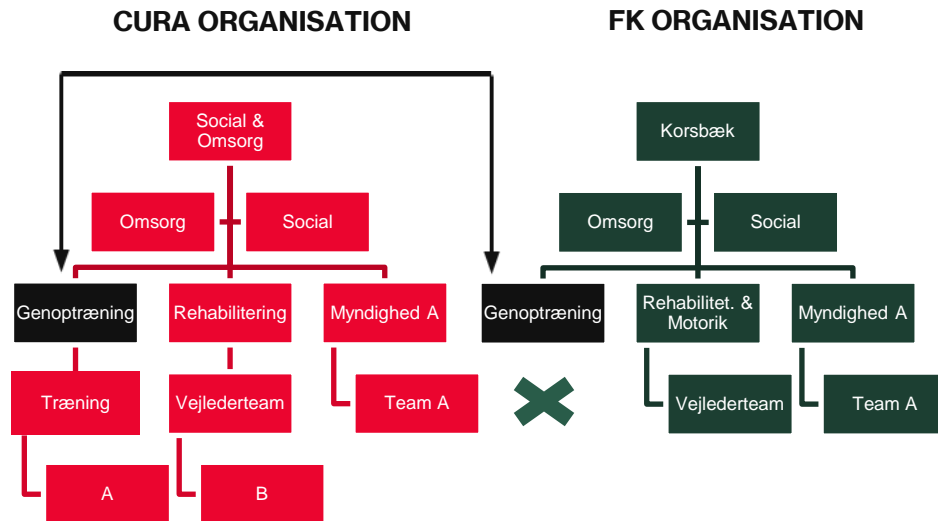 CURA ORGANISATION
FK ORGANISATION
Social &
Omsorg
Korsbæk
Omsorg
Social
Omsorg
Social
Genoptræning
Rehabilitering
Myndighed A
Genoptræning
Rehabilitet. &
Motorik
Myndighed A
Træning
Vejlederteam
Team A
Vejlederteam
Team A
A
B